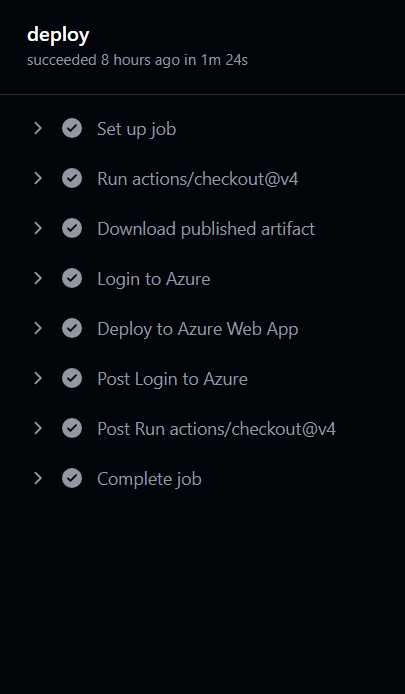 deploy
succeeded 8 hours ago in 1m 24s
Set up job
Run actions/checkout@v4
Download published artifact
Login to Azure
Deploy to Azure Web App
Post Login to Azure
Post Run actions/checkout@v4
Complete job